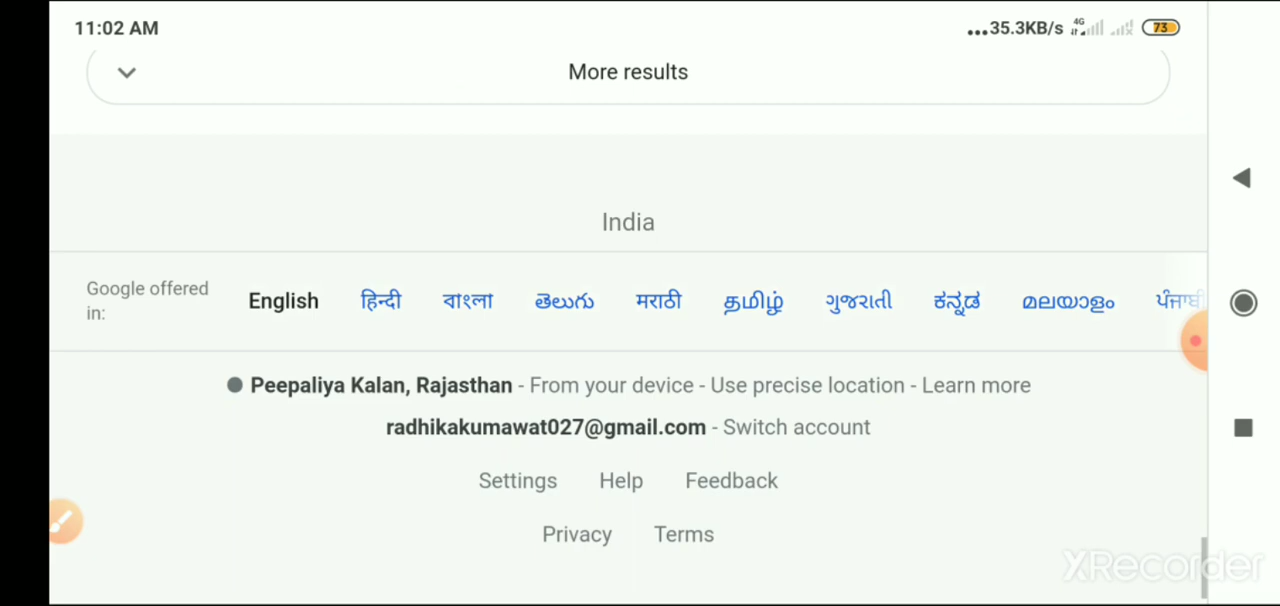 11:02 AM
...35.3KB/s 4G 73
More results
India
Google offered in: English हिन्दी বাংলা తెలుగు मराठी தமிழ் ગુજરાતી ಕನ್ನಡ മലയാളം ਪੰਜਾਬੀ
Peepaliya Kalan, Rajasthan - From your device - Use precise location - Learn more
radhikakumawat027@gmail.com - Switch account
Settings Help Feedback
Privacy Terms
XRecorder